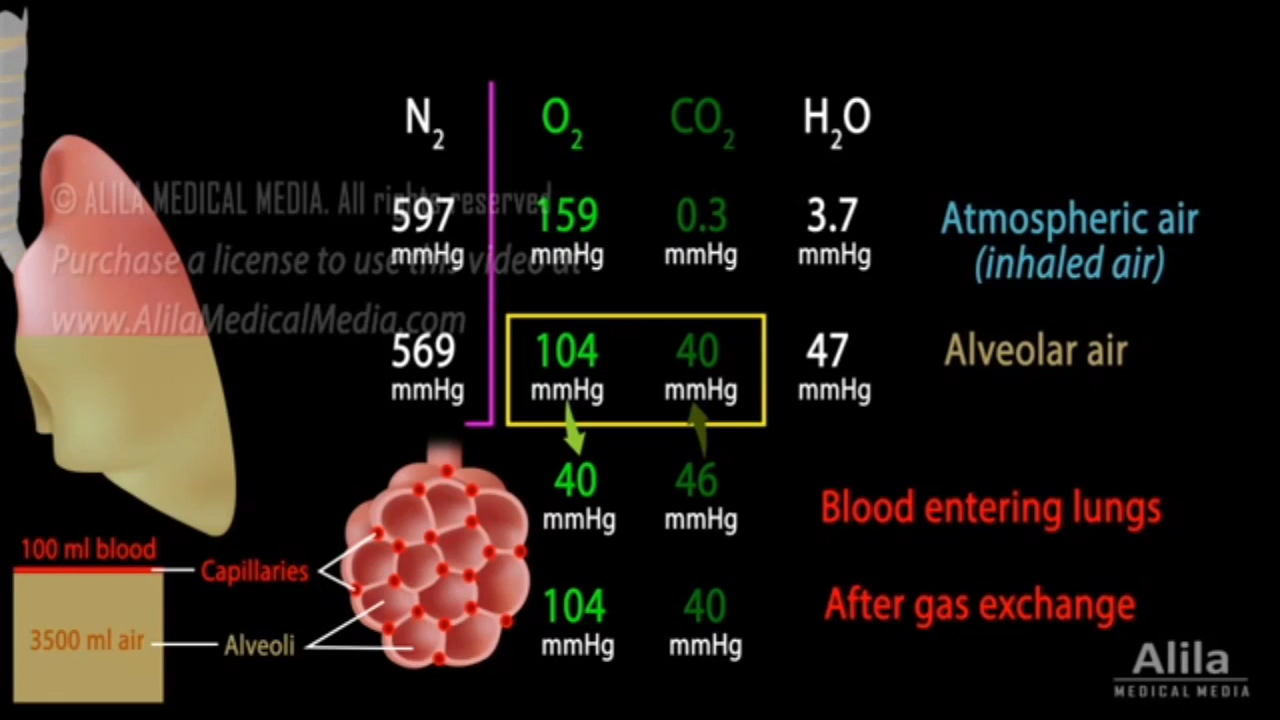 N2 O2 CO2 H2O
© ALILA MEDICAL MEDIA. All rights reserved
597 159 0.3 3.7 Atmospheric air
mmHg mmHg mmHg mmHg (inhaled air)
Purchase a license to use this video at
www.AlilaMedicalMedia.com
569 104 40 47 Alveolar air
mmHg mmHg mmHg mmHg
40 46 Blood entering lungs
mmHg mmHg
100 ml blood
Capillaries
104 40 After gas exchange
mmHg mmHg
3500 ml air
Alveoli
Alila
MEDICAL MEDIA